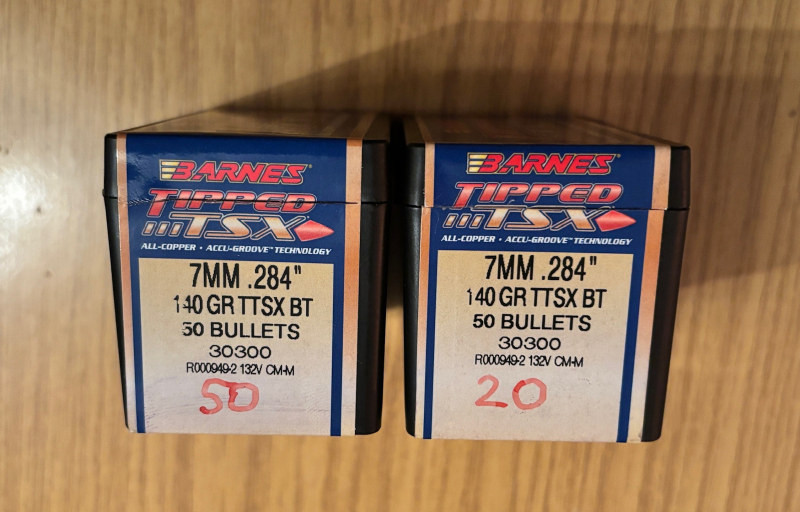 BARNES®
TIPPED
TSX
ALL-COPPER • ACCU-GROOVE™ TECHNOLOGY
7MM .284"
140 GR TTSX BT
50 BULLETS
30300
R000949-2 132V CM-M
50
BARNES®
TIPPED
TSX
ALL-COPPER • ACCU-GROOVE™ TECHNOLOGY
7MM .284"
140 GR TTSX BT
50 BULLETS
30300
R000949-2 132V CM-M
20